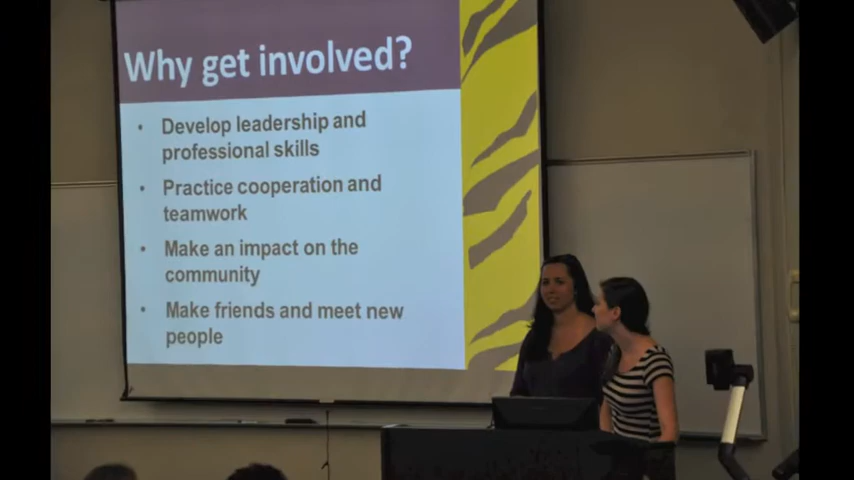 Why get involved?
• Develop leadership and
professional skills
• Practice cooperation and
teamwork
• Make an impact on the
community
• Make friends and meet new
people